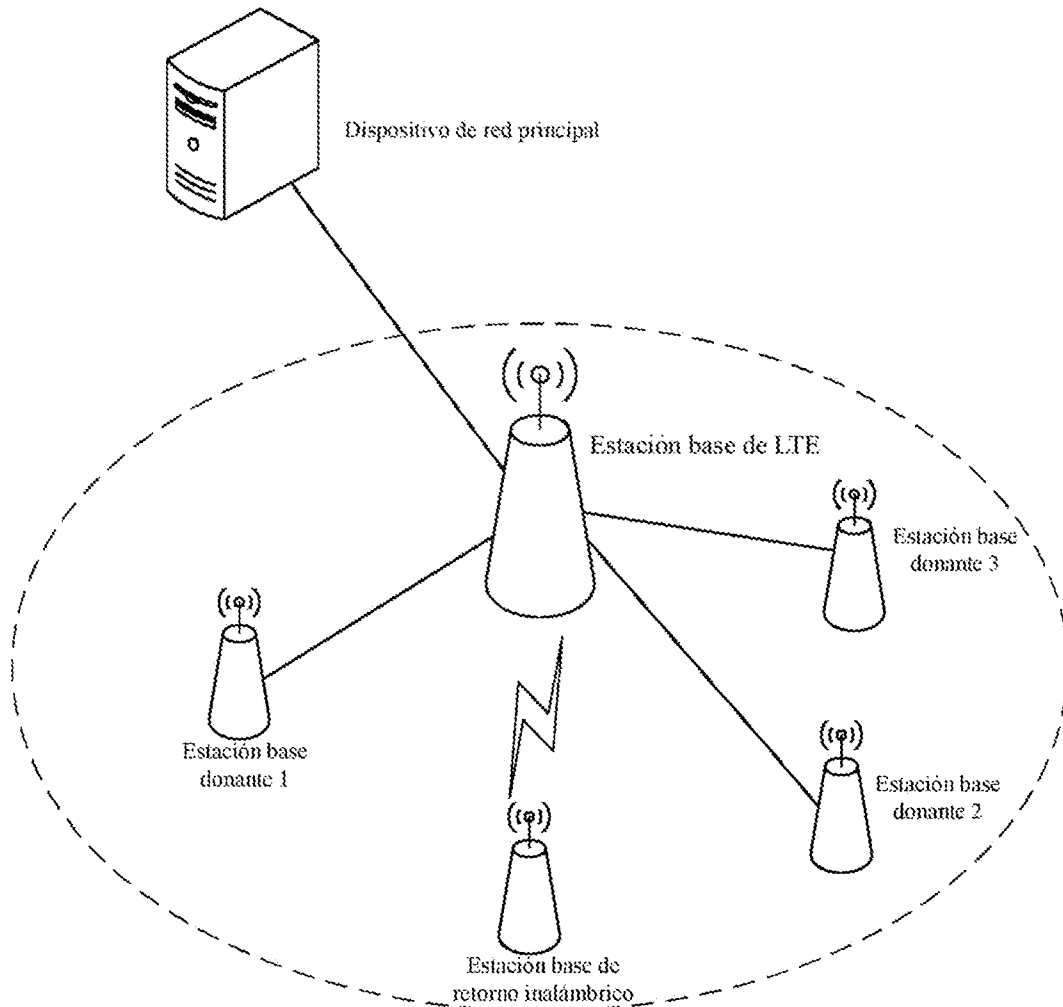 Dispositivo de red principal
Estación base de LTE
Estación base
donante 3
Estación base
donante 1
Estación base
donante 2
Estación base de
retorno inalámbrico